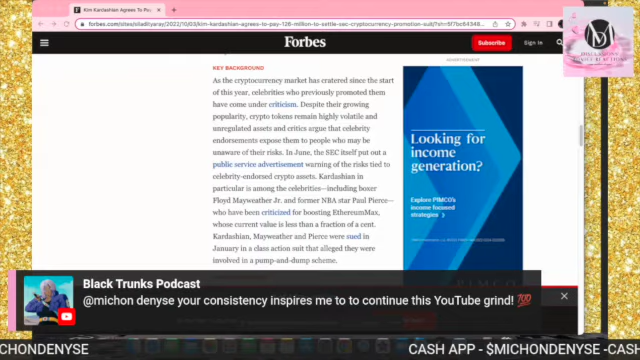 Kim Kardashian Agrees To Pay
forbes.com/sites/siladityaray/2022/10/03/kim-kardashian-agrees-to-pay-126-million-to-settle-sec-cryptocurrency-promotion-suit/?sh=5f7bc64348
Forbes
Subscribe
Sign In
M
KEY BACKGROUND
ADVERTISEMENT
As the cryptocurrency market has cratered since the start
of this year, celebrities who previously promoted them
have come under criticism. Despite their growing
popularity, crypto tokens remain highly volatile and
unregulated assets and critics argue that celebrity
endorsements expose them to people who may be
unaware of their risks. In June, the SEC itself put out a
public service advertisement warning of the risks tied to
celebrity-endorsed crypto assets. Kardashian in
particular is among the celebrities—including boxer
Floyd Mayweather Jr. and former NBA star Paul Pierce—
who have been criticized for boosting EthereumMax,
whose current value is less than a fraction of a cent.
Kardashian, Mayweather and Pierce were sued in
January in a class action suit that alleged they were
involved in a pump-and-dump scheme.
Looking for
income
generation?
Explore PIMCO's
income focused
strategies
PIMCO
Black Trunks Podcast
@michon denyse your consistency inspires me to to continue this YouTube grind! 💯
ICHONDENYSE
CASH APP - $MICHONDENYSE -CASH